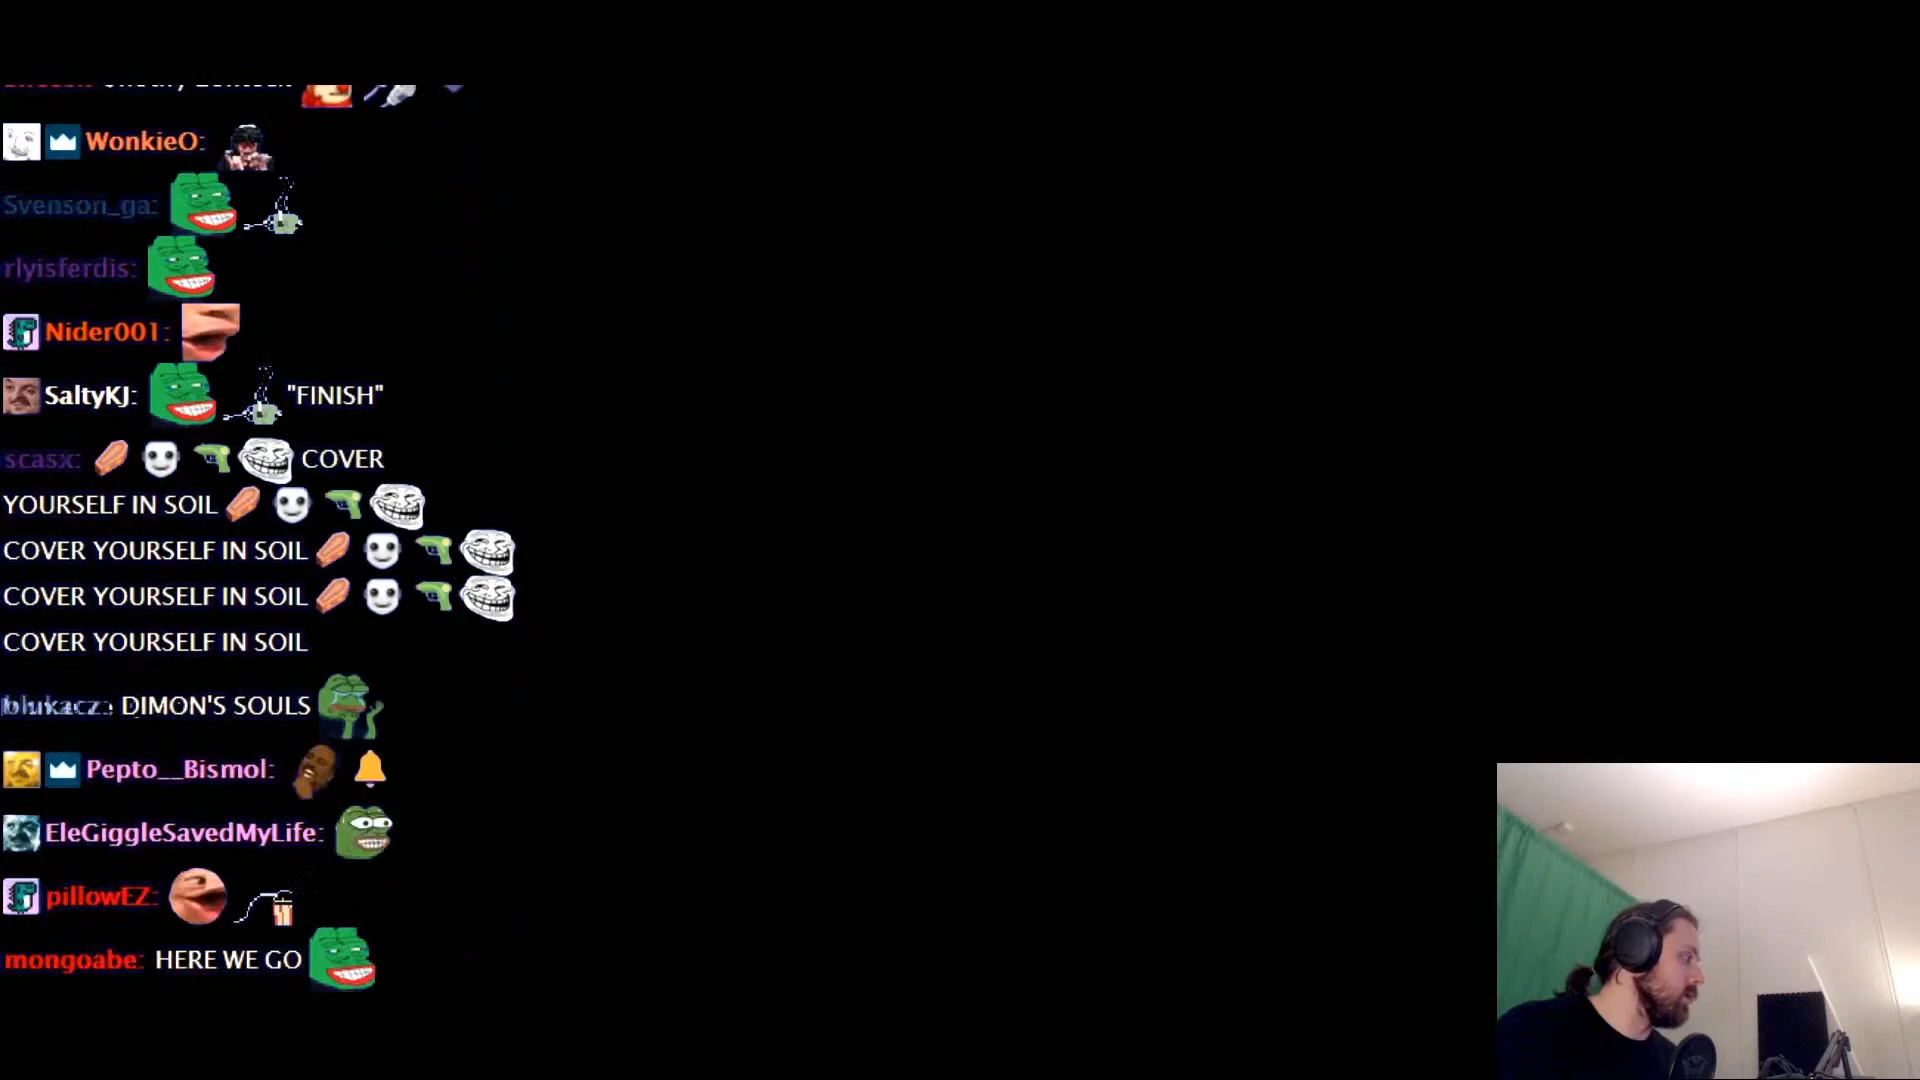 WonkieO:
Svenson_ga:
rlyisferdis:
Nider001:
SaltyKJ: "FINISH"
scasx: COVER
YOURSELF IN SOIL
COVER YOURSELF IN SOIL
COVER YOURSELF IN SOIL
COVER YOURSELF IN SOIL
blukacz: DIMON'S SOULS
Pepto__Bismol:
EleGiggleSavedMyLife:
pillowEZ:
mongoabe: HERE WE GO